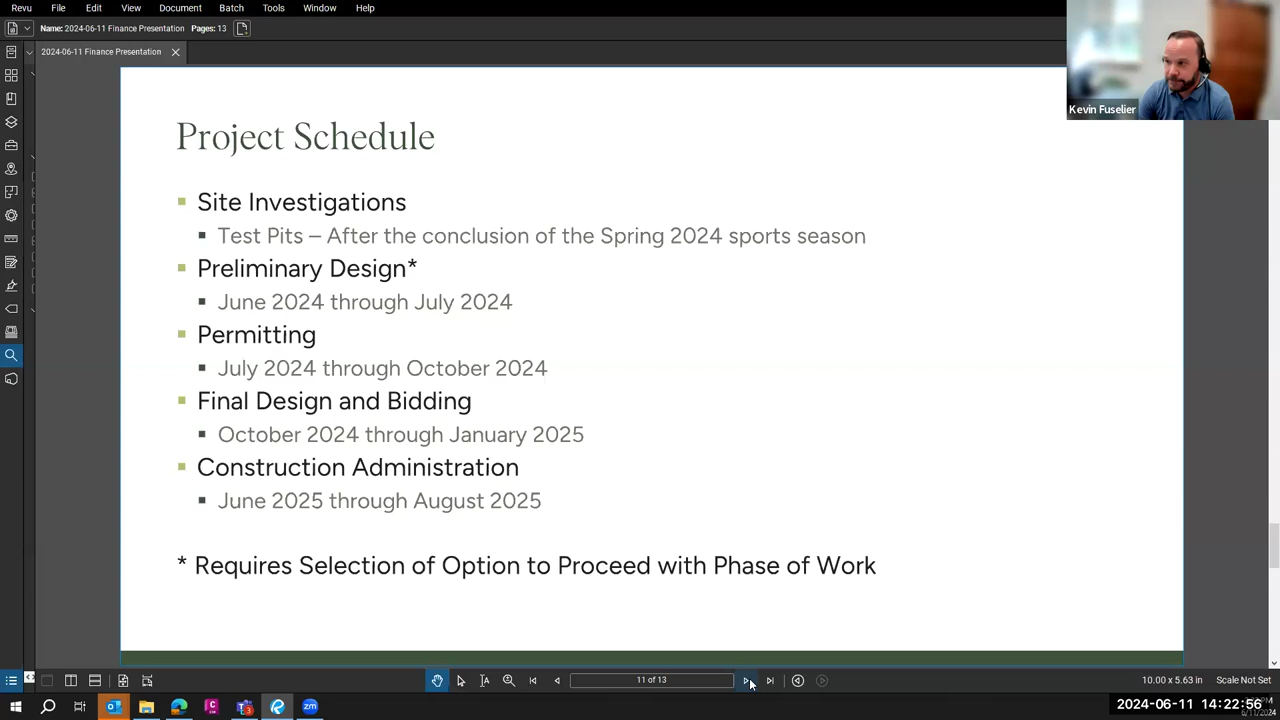 Revu File Edit View Document Batch Tools Window Help
Name: 2024-06-11 Finance Presentation Pages: 13
2024-06-11 Finance Presentation
Kevin Fuselier
Project Schedule
Site Investigations
Test Pits – After the conclusion of the Spring 2024 sports season
Preliminary Design*
June 2024 through July 2024
Permitting
July 2024 through October 2024
Final Design and Bidding
October 2024 through January 2025
Construction Administration
June 2025 through August 2025
* Requires Selection of Option to Proceed with Phase of Work
11 of 13
10.00 x 5.63 in Scale Not Set
2024-06-11 14:22:56